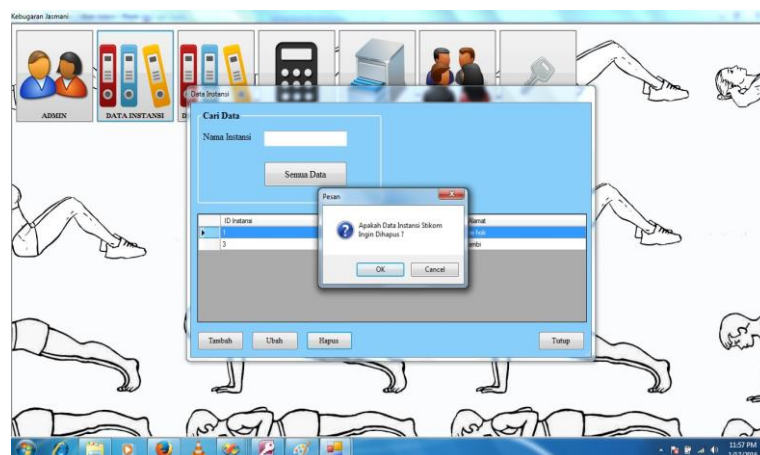 Kebugaran Jasmani
ADMIN
DATA INSTANSI
D
Data Instansi
Cari Data
Nama Instansi
Semua Data
Pesan
Apakah Data Instansi Stikom
Ingin Dihapus ?
OK
Cancel
ID Instansi
Alamat
1
3
Tambah
Ubah
Hapus
Tutup
11:57 PM